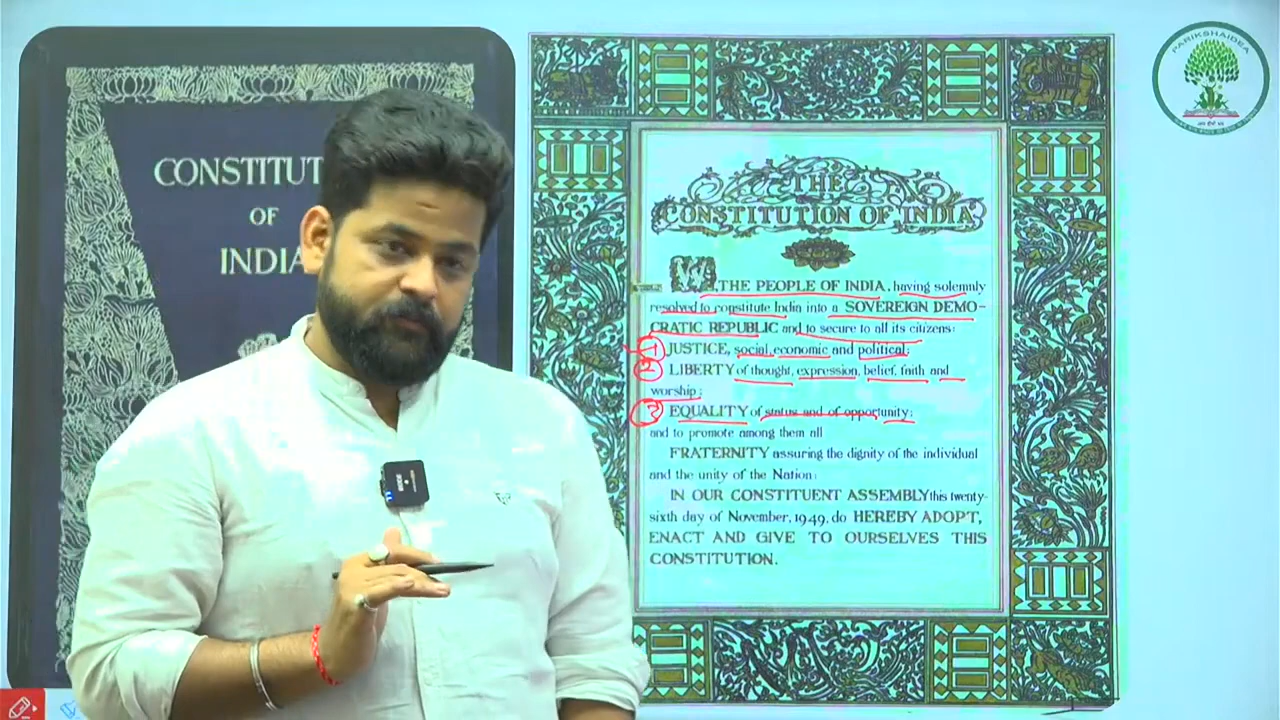 CONSTITUT
OF
INDIA
PARIKSHAIDEA
THE
CONSTITUTION OF INDIA
WE, THE PEOPLE OF INDIA, having solemnly
resolved to constitute India into a SOVEREIGN DEMO-
CRATIC REPUBLIC and to secure to all its citizens:
1 JUSTICE, social, economic and political;
2 LIBERTY of thought, expression, belief, faith and
worship;
3 EQUALITY of status and of opportunity;
and to promote among them all
FRATERNITY assuring the dignity of the individual
and the unity of the Nation;
IN OUR CONSTITUENT ASSEMBLY this twenty-
sixth day of November, 1949, do HEREBY ADOPT,
ENACT AND GIVE TO OURSELVES THIS
CONSTITUTION.